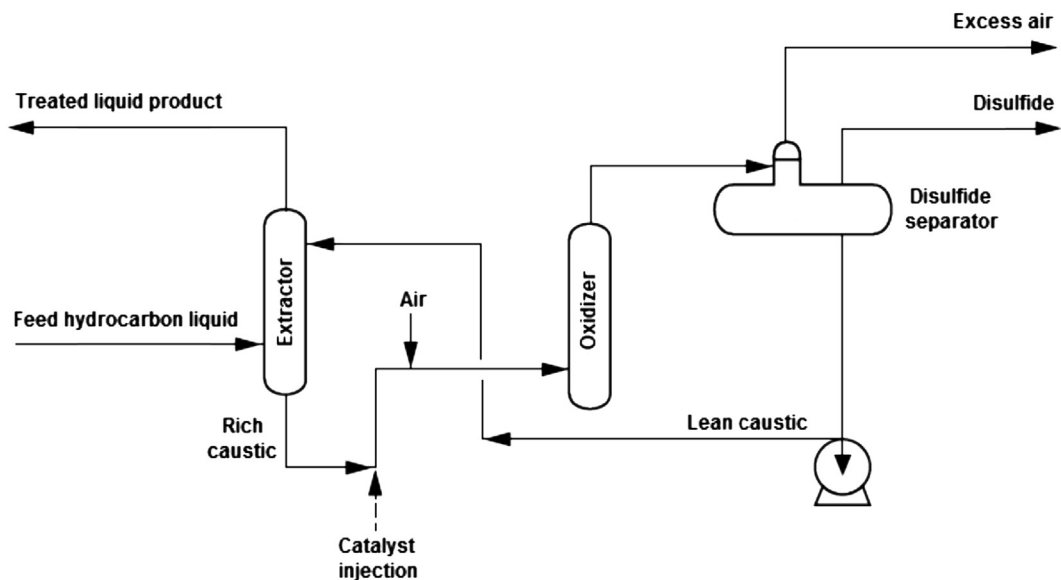 Excess air
Treated liquid product
Disulfide
Disulfide
separator
Extractor
Oxidizer
Air
Feed hydrocarbon liquid
Rich
caustic
Lean caustic
Catalyst
injection